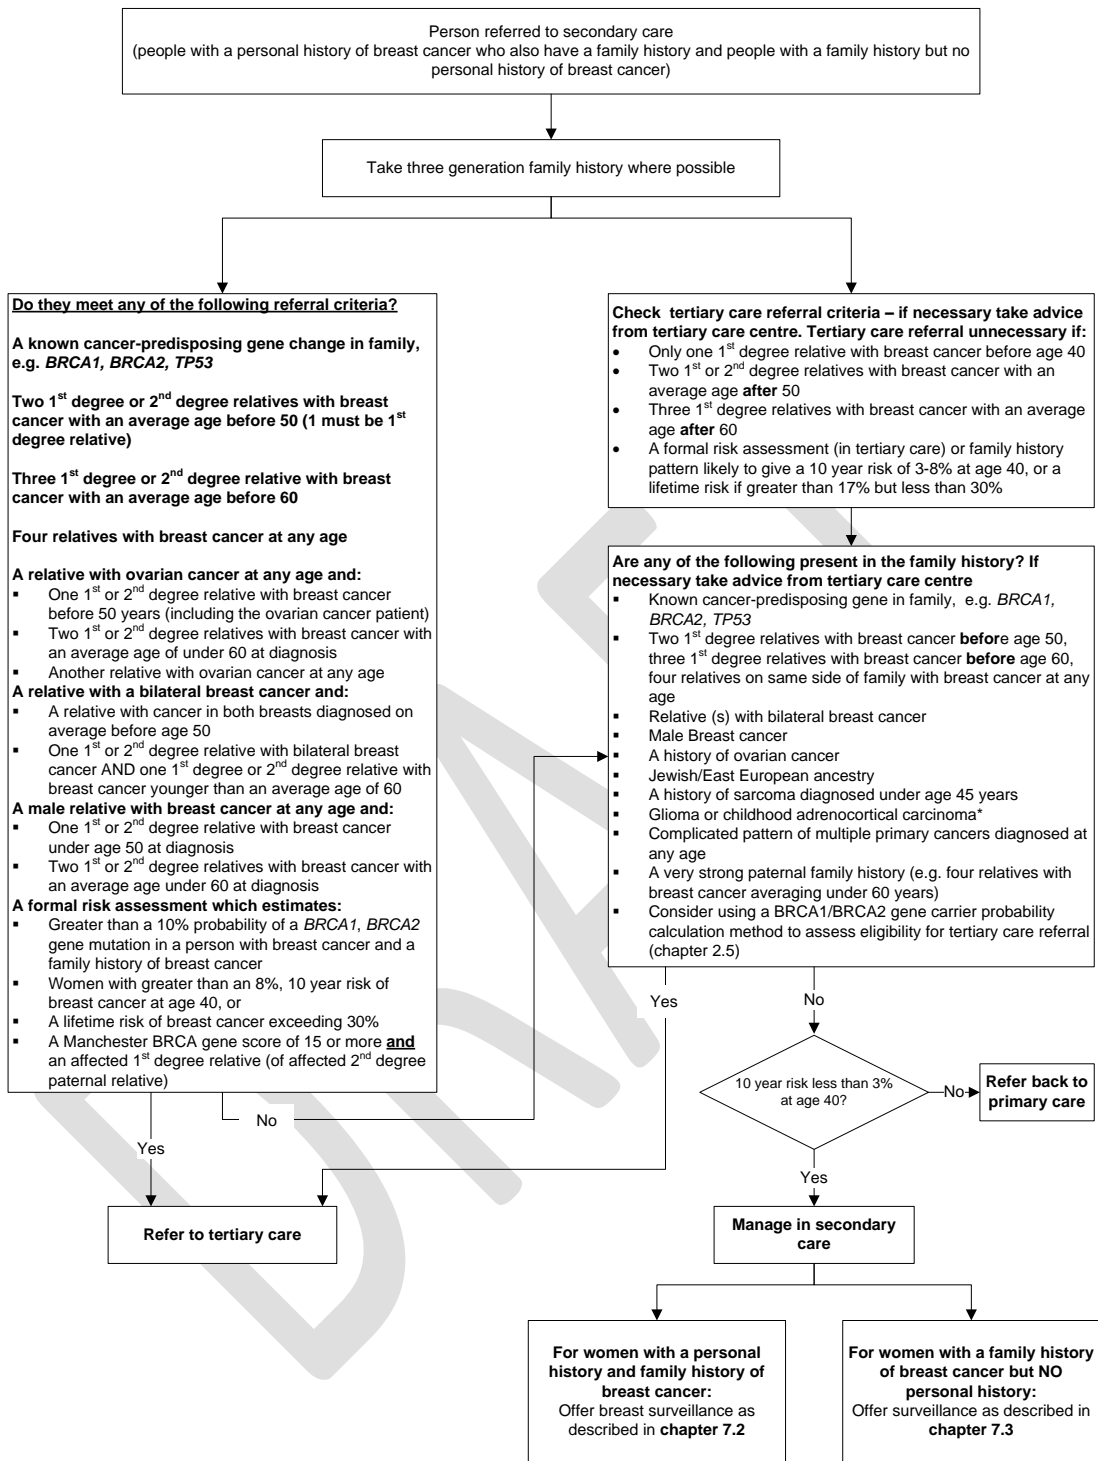 Person referred to secondary care
(people with a personal history of breast cancer who also have a family history and people with a family history but no
personal history of breast cancer)
Take three generation family history where possible
Do they meet any of the following referral criteria?
A known cancer-predisposing gene change in family,
e.g. BRCA1, BRCA2, TP53
Two 1st degree or 2nd degree relatives with breast
cancer with an average age before 50 (1 must be 1st
degree relative)
Three 1st degree or 2nd degree relative with breast
cancer with an average age before 60
Four relatives with breast cancer at any age
A relative with ovarian cancer at any age and:
▪ One 1st or 2nd degree relative with breast cancer
before 50 years (including the ovarian cancer patient)
▪ Two 1st or 2nd degree relatives with breast cancer with
an average age of under 60 at diagnosis
▪ Another relative with ovarian cancer at any age
A relative with a bilateral breast cancer and:
▪ A relative with cancer in both breasts diagnosed on
average before age 50
▪ One 1st or 2nd degree relative with bilateral breast
cancer AND one 1st degree or 2nd degree relative with
breast cancer younger than an average age of 60
A male relative with breast cancer at any age and:
▪ One 1st or 2nd degree relative with breast cancer
under age 50 at diagnosis
▪ Two 1st or 2nd degree relatives with breast cancer with
an average age under 60 at diagnosis
A formal risk assessment which estimates:
▪ Greater than a 10% probability of a BRCA1, BRCA2
gene mutation in a person with breast cancer and a
family history of breast cancer
▪ Women with greater than an 8%, 10 year risk of
breast cancer at age 40, or
▪ A lifetime risk of breast cancer exceeding 30%
▪ A Manchester BRCA gene score of 15 or more and
an affected 1st degree relative (of affected 2nd degree
paternal relative)
Check tertiary care referral criteria – if necessary take advice
from tertiary care centre. Tertiary care referral unnecessary if:
• Only one 1st degree relative with breast cancer before age 40
• Two 1st or 2nd degree relatives with breast cancer with an
average age after 50
• Three 1st degree relatives with breast cancer with an average
age after 60
• A formal risk assessment (in tertiary care) or family history
pattern likely to give a 10 year risk of 3-8% at age 40, or a
lifetime risk if greater than 17% but less than 30%
Are any of the following present in the family history? If
necessary take advice from tertiary care centre
▪ Known cancer-predisposing gene in family, e.g. BRCA1,
BRCA2, TP53
▪ Two 1st degree relatives with breast cancer before age 50,
three 1st degree relatives with breast cancer before age 60,
four relatives on same side of family with breast cancer at any
age
▪ Relative (s) with bilateral breast cancer
▪ Male Breast cancer
▪ A history of ovarian cancer
▪ Jewish/East European ancestry
▪ A history of sarcoma diagnosed under age 45 years
▪ Glioma or childhood adrenocortical carcinoma*
▪ Complicated pattern of multiple primary cancers diagnosed at
any age
▪ A very strong paternal family history (e.g. four relatives with
breast cancer averaging under 60 years)
▪ Consider using a BRCA1/BRCA2 gene carrier probability
calculation method to assess eligibility for tertiary care referral
(chapter 2.5)
Yes
No
10 year risk less than 3%
at age 40?
No
Refer back to
primary care
No
Yes
Yes
Refer to tertiary care
Manage in secondary
care
For women with a personal
history and family history of
breast cancer:
Offer breast surveillance as
described in chapter 7.2
For women with a family history
of breast cancer but NO
personal history:
Offer surveillance as described in
chapter 7.3
DRAFT